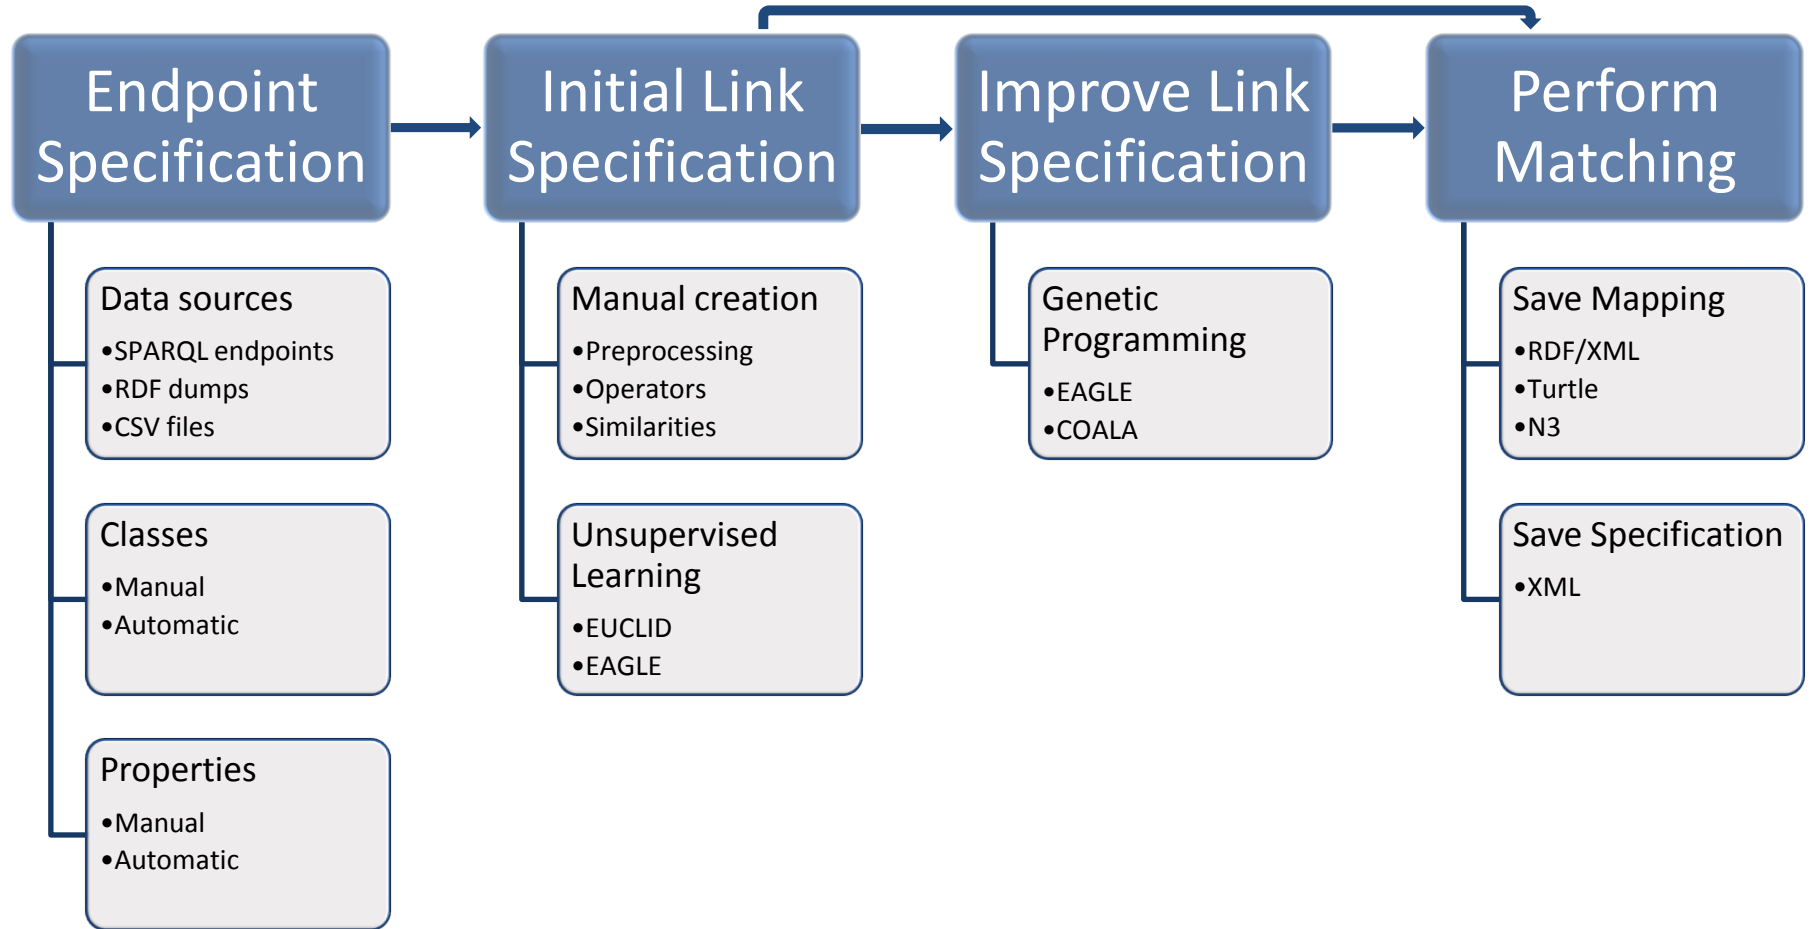 Endpoint
Specification
Data sources
•SPARQL endpoints
•RDF dumps
•CSV files
Classes
•Manual
•Automatic
Properties
•Manual
•Automatic
Initial Link
Specification
Manual creation
•Preprocessing
•Operators
•Similarities
Unsupervised
Learning
•EUCLID
•EAGLE
Improve Link
Specification
Genetic
Programming
•EAGLE
•COALA
Perform
Matching
Save Mapping
•RDF/XML
•Turtle
•N3
Save Specification
•XML